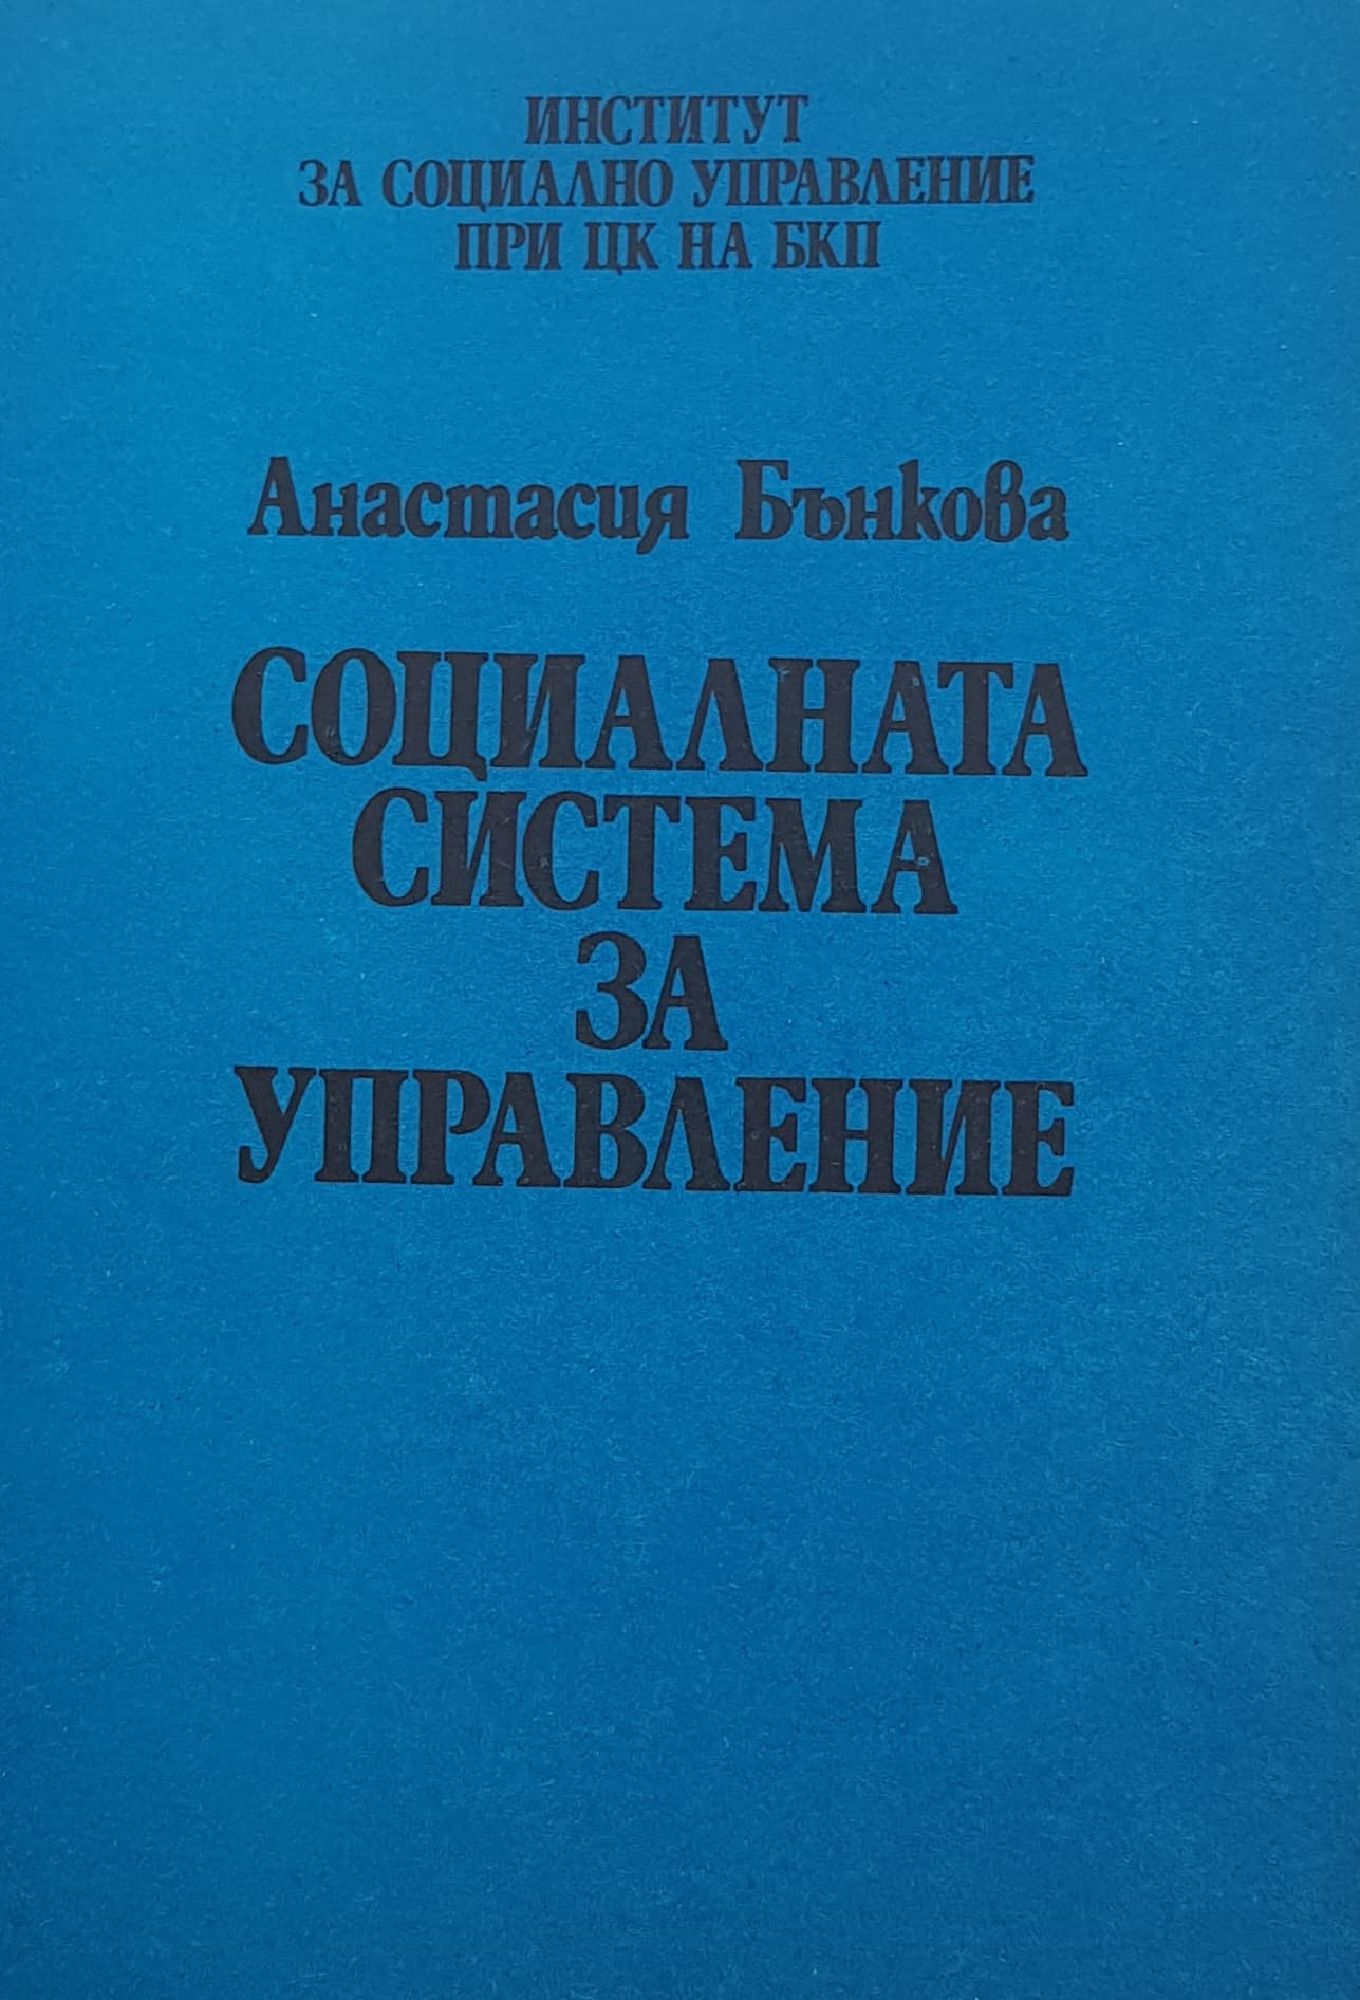 ИНСТИТУТ
ЗА СОЦИАЛНО УПРАВЛЕНИЕ
ПРИ ЦК НА БКП
Анастасия Бънкова
СОЦИАЛНАТА
СИСТЕМА
ЗА
УПРАВЛЕНИЕ